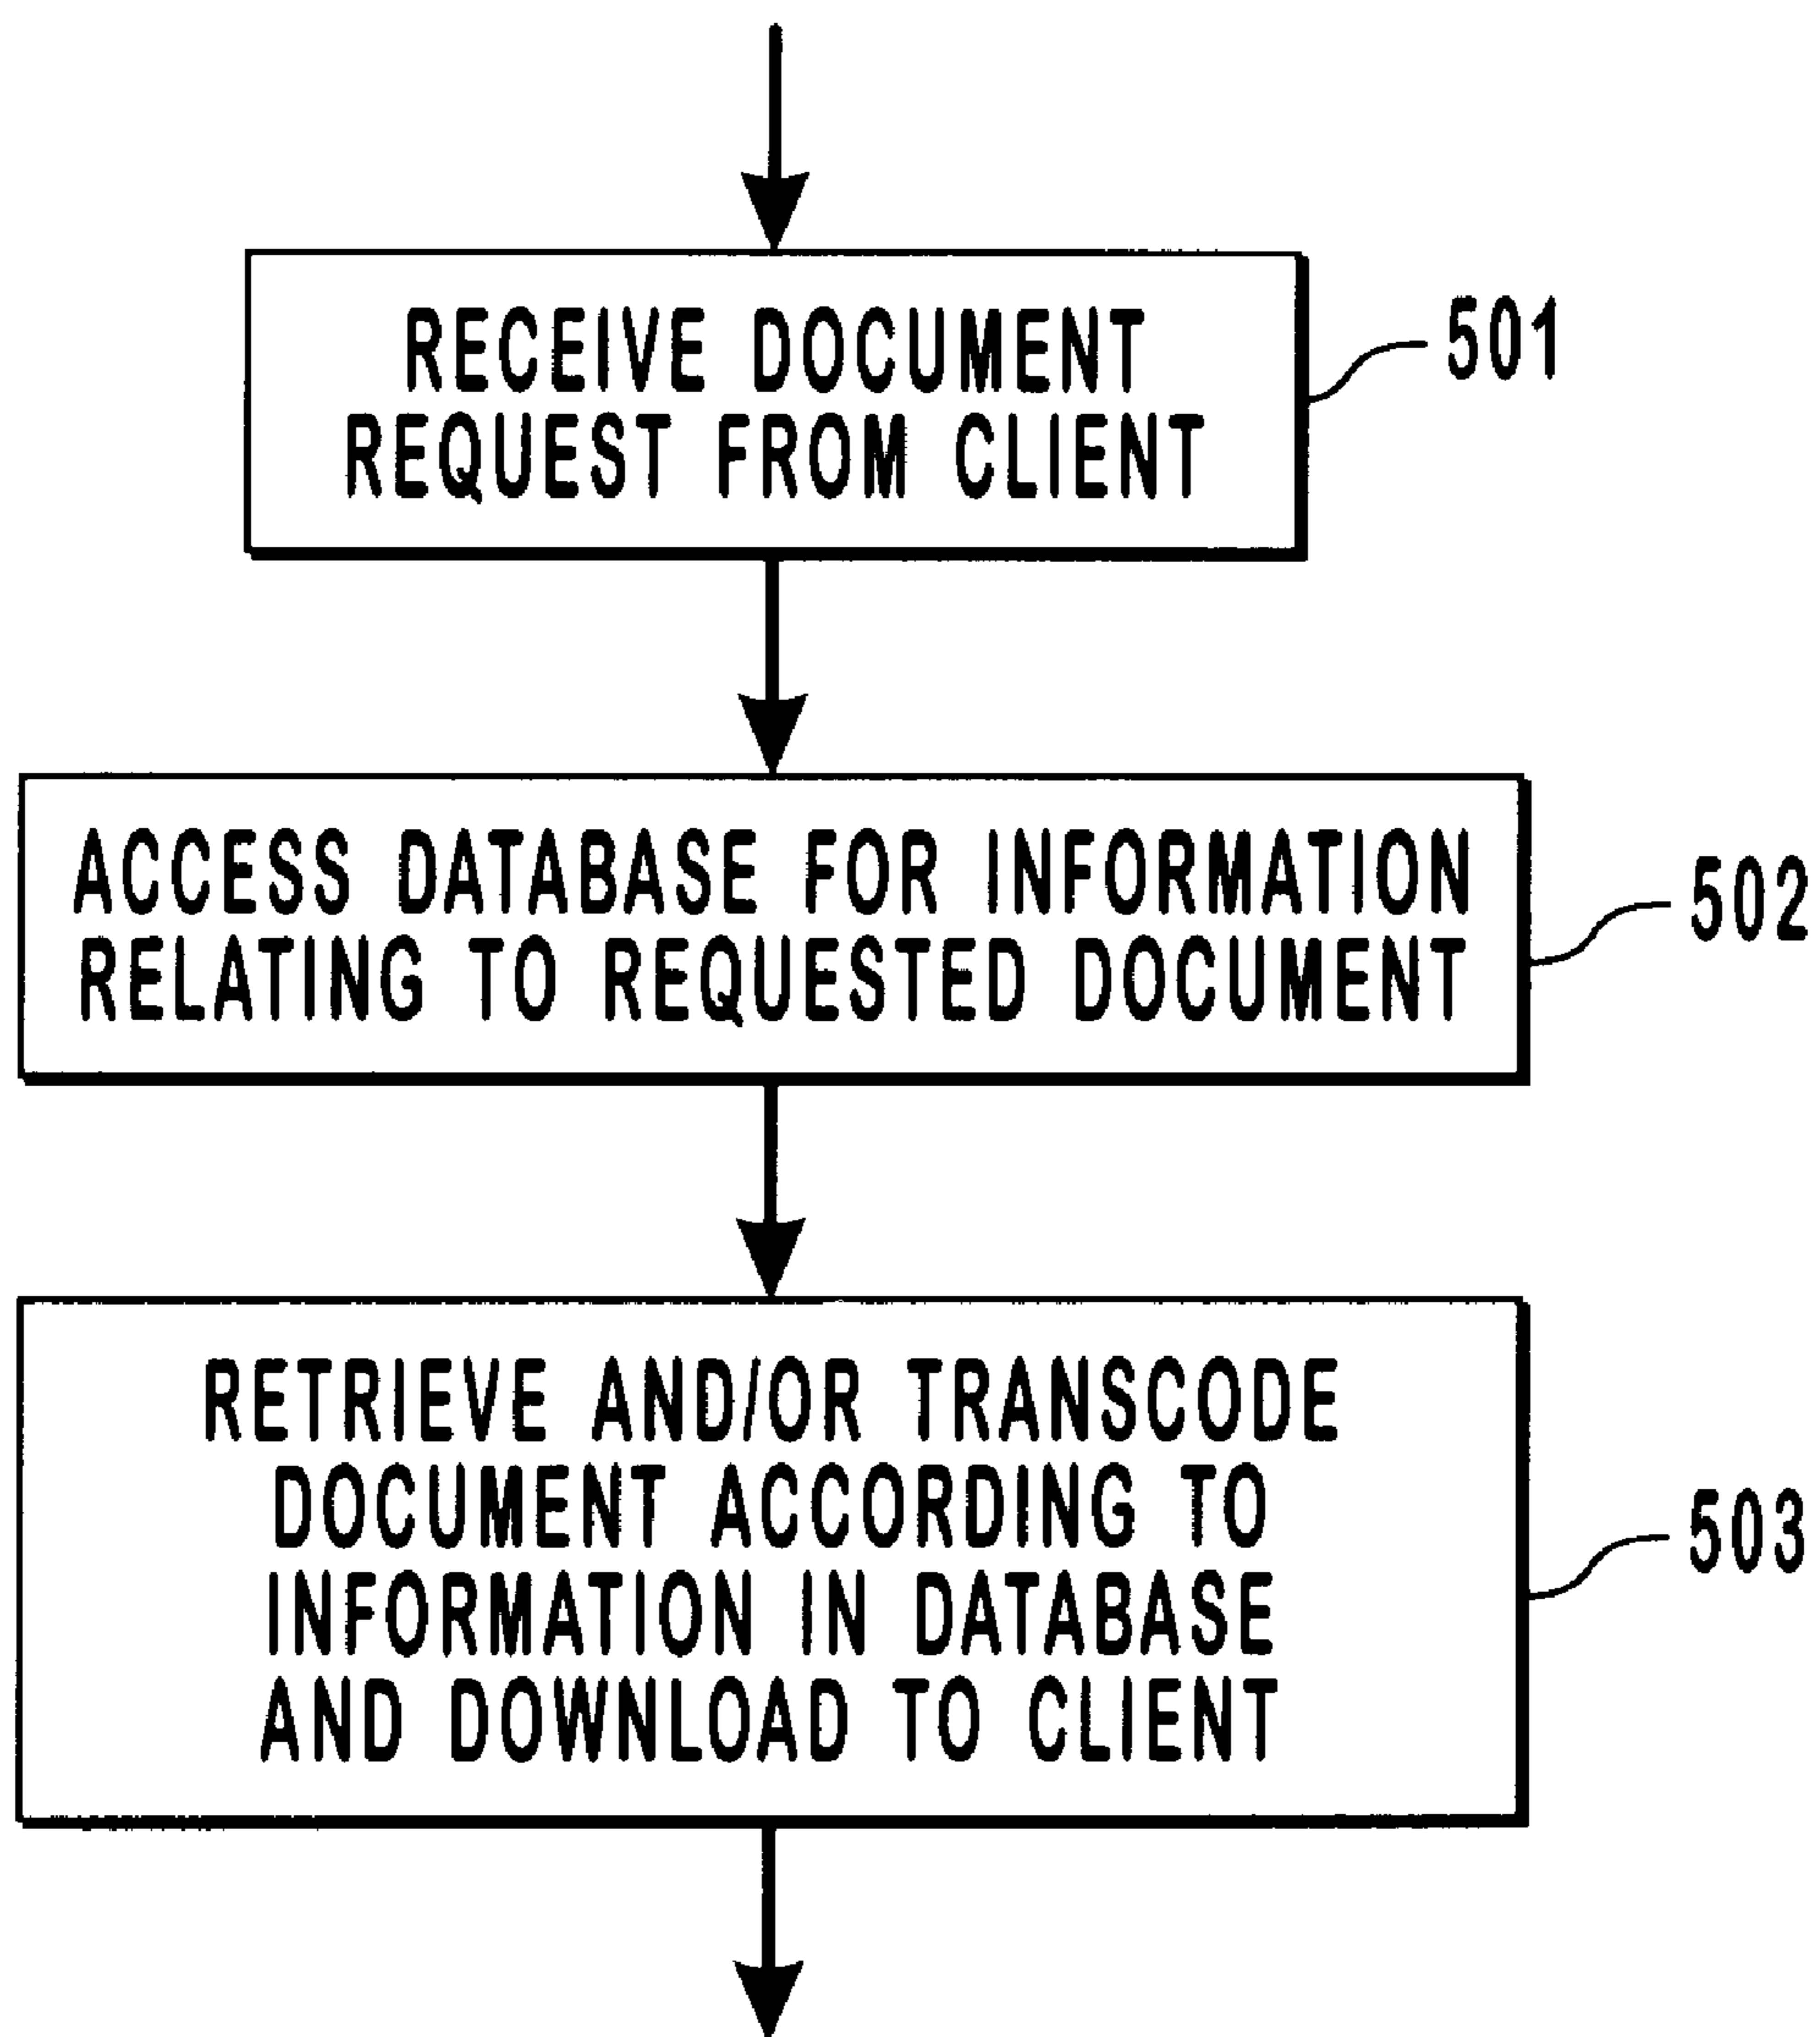 RECEIVE DOCUMENT
REQUEST FROM CLIENT
501
ACCESS DATABASE FOR INFORMATION
RELATING TO REQUESTED DOCUMENT
502
RETRIEVE AND/OR TRANSCODE
DOCUMENT ACCORDING TO
INFORMATION IN DATABASE
AND DOWNLOAD TO CLIENT
503